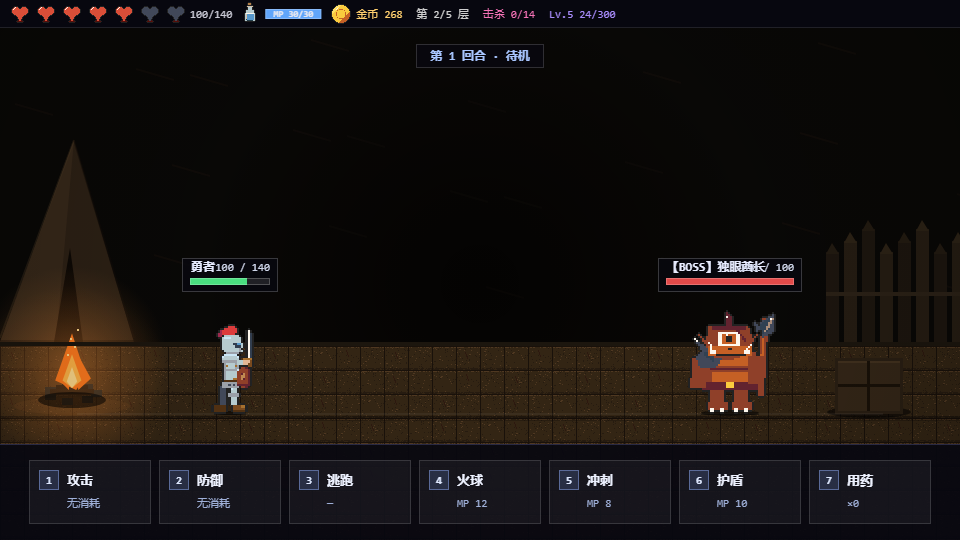 100/140 MP 30/30 金币 268 第 2/5 层 击杀 0/14 Lv.5 24/300
第 1 回合 · 待机
勇者100 / 140
【BOSS】独眼酋长/ 100
1 攻击
无消耗
2 防御
无消耗
3 逃跑
—
4 火球
MP 12
5 冲刺
MP 8
6 护盾
MP 10
7 用药
×0